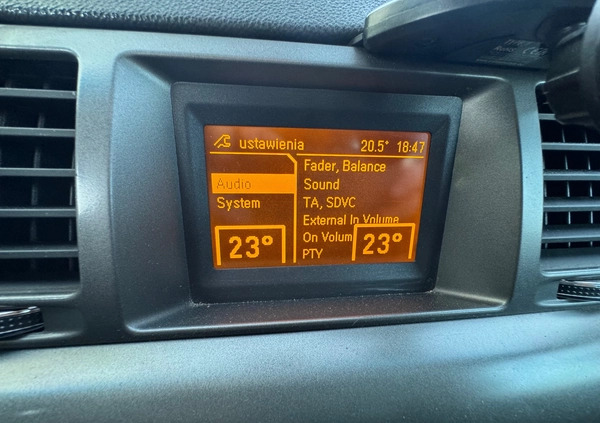 ustawienia 20.5° 18:47
Audio
System
Fader, Balance
Sound
TA, SDVC
External In Volume
On Volum
PTY
23° 23°